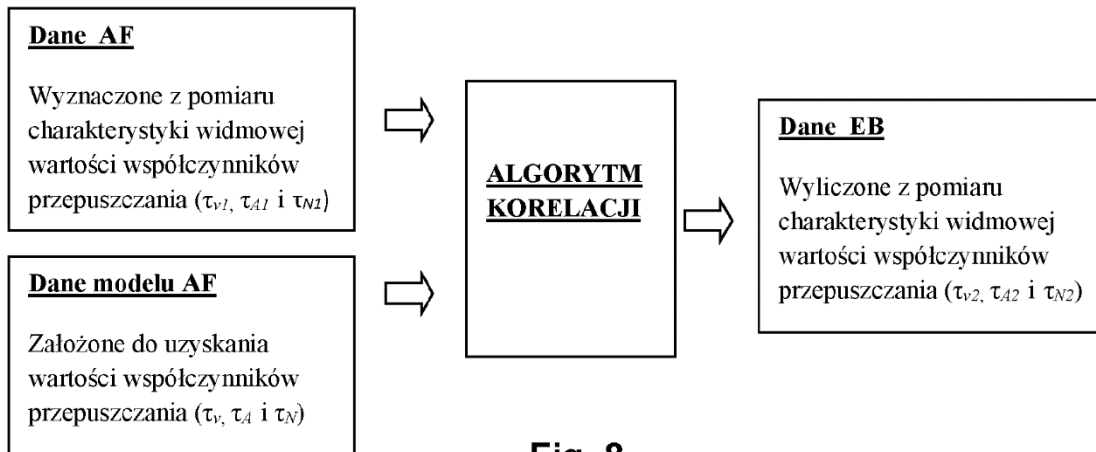 Dane AF
Wyznaczone z pomiaru
charakterystyki widmowej
wartości współczynników
przepuszczania (τv1, τA1 i τN1)
Dane modelu AF
Założone do uzyskania
wartości współczynników
przepuszczania (τv, τA i τN)
ALGORYTM
KORELACJI
Dane EB
Wyliczone z pomiaru
charakterystyki widmowej
wartości współczynników
przepuszczania (τv2, τA2 i τN2)
Fig. 8